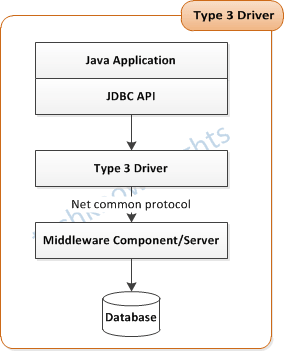 Type 3 Driver
Java Application
JDBC API
Type 3 Driver
Net common protocol
Middleware Component/Server
Database